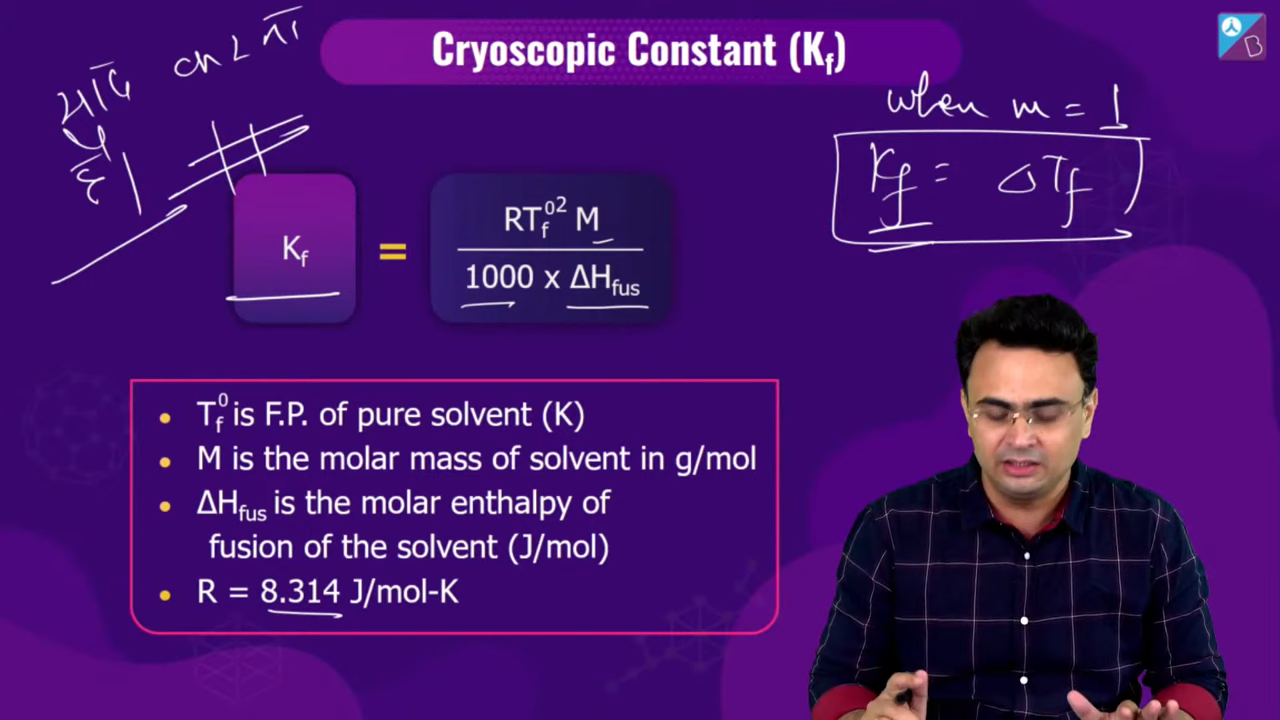 Cryoscopic Constant (Kf)
when m = 1
Kf = ΔTf
Kf = RTf⁰² M
1000 x ΔHfus
Tf⁰ is F.P. of pure solvent (K)
M is the molar mass of solvent in g/mol
ΔHfus is the molar enthalpy of
fusion of the solvent (J/mol)
R = 8.314 J/mol-K